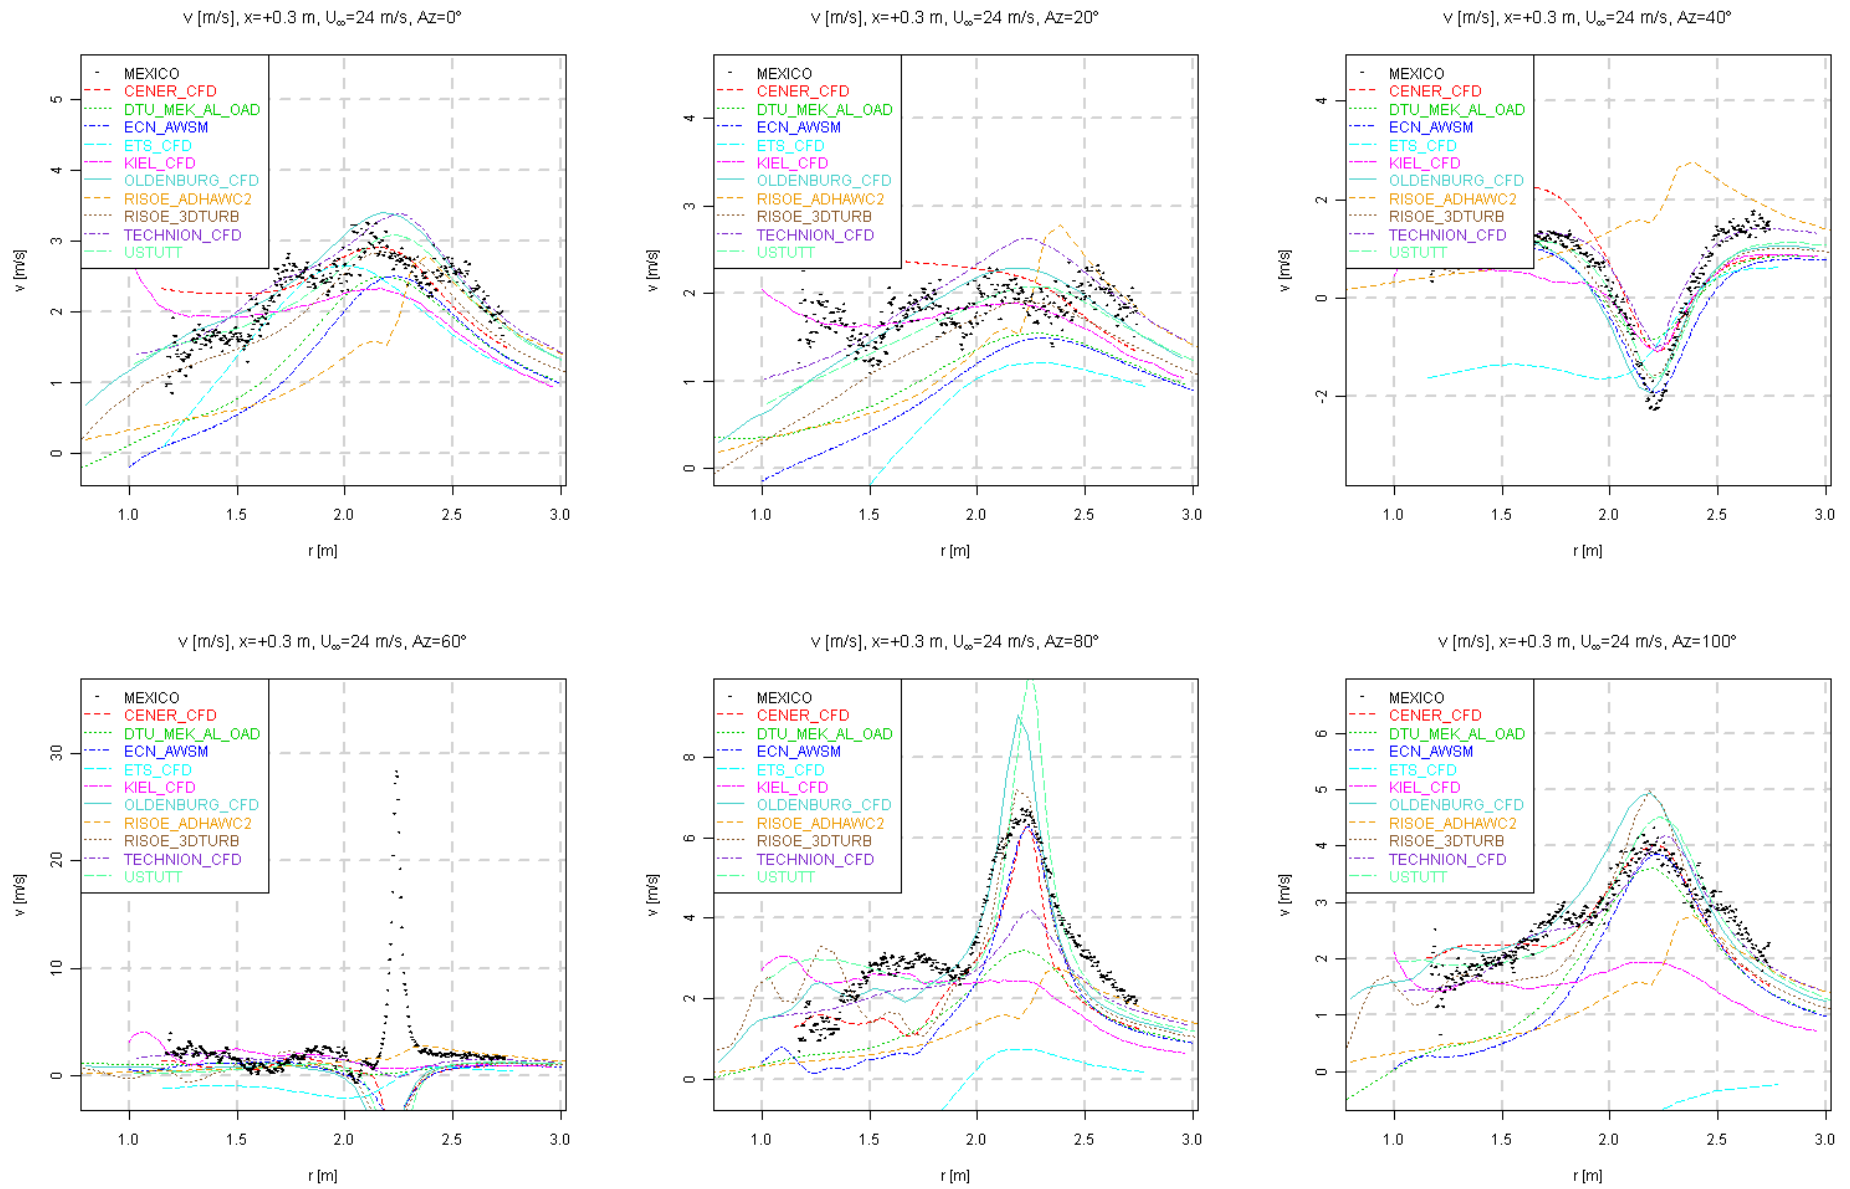 v [m/s], x=+0.3 m, U∞=24 m/s, Az=0°
5
4
3
2
1
0
v [m/s]
MEXICO
CENER_CFD
DTU_MEK_AL_OAD
ECN_AWSM
ETS_CFD
KIEL_CFD
OLDENBURG_CFD
RISOE_ADHAWC2
RISOE_3DTURB
TECHNION_CFD
USTUTT
1.0 1.5 2.0 2.5 3.0
r [m]
v [m/s], x=+0.3 m, U∞=24 m/s, Az=20°
4
3
2
1
0
v [m/s]
MEXICO
CENER_CFD
DTU_MEK_AL_OAD
ECN_AWSM
ETS_CFD
KIEL_CFD
OLDENBURG_CFD
RISOE_ADHAWC2
RISOE_3DTURB
TECHNION_CFD
USTUTT
1.0 1.5 2.0 2.5 3.0
r [m]
v [m/s], x=+0.3 m, U∞=24 m/s, Az=40°
4
2
0
-2
v [m/s]
MEXICO
CENER_CFD
DTU_MEK_AL_OAD
ECN_AWSM
ETS_CFD
KIEL_CFD
OLDENBURG_CFD
RISOE_ADHAWC2
RISOE_3DTURB
TECHNION_CFD
USTUTT
1.0 1.5 2.0 2.5 3.0
r [m]
v [m/s], x=+0.3 m, U∞=24 m/s, Az=60°
30
20
10
0
v [m/s]
MEXICO
CENER_CFD
DTU_MEK_AL_OAD
ECN_AWSM
ETS_CFD
KIEL_CFD
OLDENBURG_CFD
RISOE_ADHAWC2
RISOE_3DTURB
TECHNION_CFD
USTUTT
1.0 1.5 2.0 2.5 3.0
r [m]
v [m/s], x=+0.3 m, U∞=24 m/s, Az=80°
8
6
4
2
0
v [m/s]
MEXICO
CENER_CFD
DTU_MEK_AL_OAD
ECN_AWSM
ETS_CFD
KIEL_CFD
OLDENBURG_CFD
RISOE_ADHAWC2
RISOE_3DTURB
TECHNION_CFD
USTUTT
1.0 1.5 2.0 2.5 3.0
r [m]
v [m/s], x=+0.3 m, U∞=24 m/s, Az=100°
6
5
4
3
2
1
0
v [m/s]
MEXICO
CENER_CFD
DTU_MEK_AL_OAD
ECN_AWSM
ETS_CFD
KIEL_CFD
OLDENBURG_CFD
RISOE_ADHAWC2
RISOE_3DTURB
TECHNION_CFD
USTUTT
1.0 1.5 2.0 2.5 3.0
r [m]